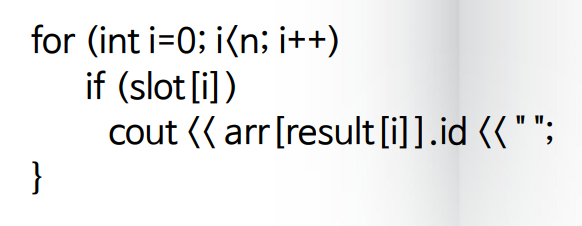 for (int i=0; i<n; i++)
if (slot[i])
cout << arr[result[i]].id << " ";
}